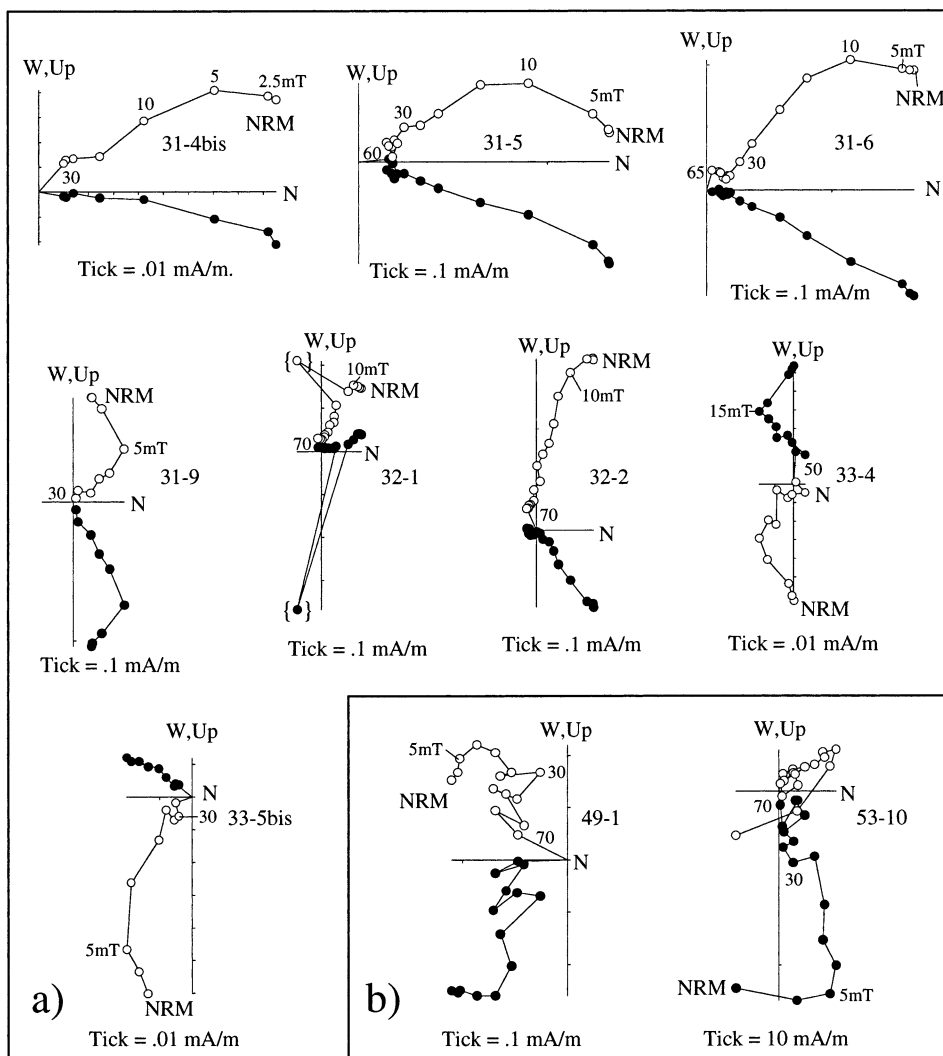 W,Up
2.5mT
5
10
NRM
31-4bis
30
N
Tick = .01 mA/m.
W,Up
10
30
5mT
NRM
60
31-5
N
Tick = .1 mA/m
W,Up
10
5mT
NRM
31-6
30
65
N
Tick = .1 mA/m
W,Up
NRM
5mT
31-9
30
N
Tick = .1 mA/m
W,Up
{ }
10mT
NRM
70
N
32-1
{ }
Tick = .1 mA/m
W,Up
NRM
10mT
32-2
70
N
Tick = .1 mA/m
W,Up
15mT
50
33-4
N
NRM
Tick = .01 mA/m
W,Up
N
30
33-5bis
5mT
NRM
a)
Tick = .01 mA/m
W,Up
5mT
30
NRM
49-1
70
N
b)
Tick = .1 mA/m
W,Up
N
70
53-10
30
NRM
5mT
Tick = 10 mA/m